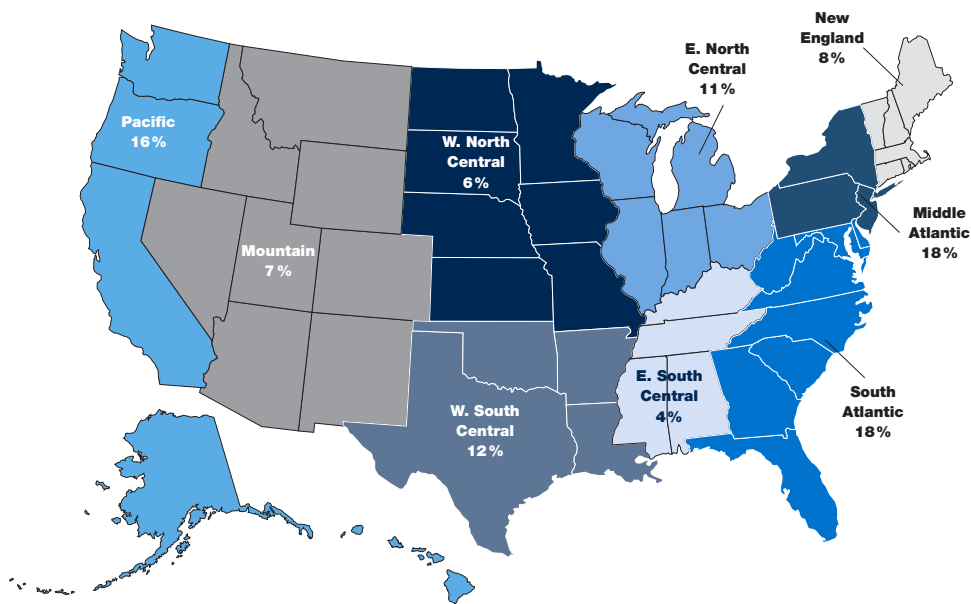 New
England
8%
E. North
Central
11%
Pacific
16%
W. North
Central
6%
Middle
Atlantic
18%
Mountain
7%
E. South
Central
4%
South
Atlantic
18%
W. South
Central
12%